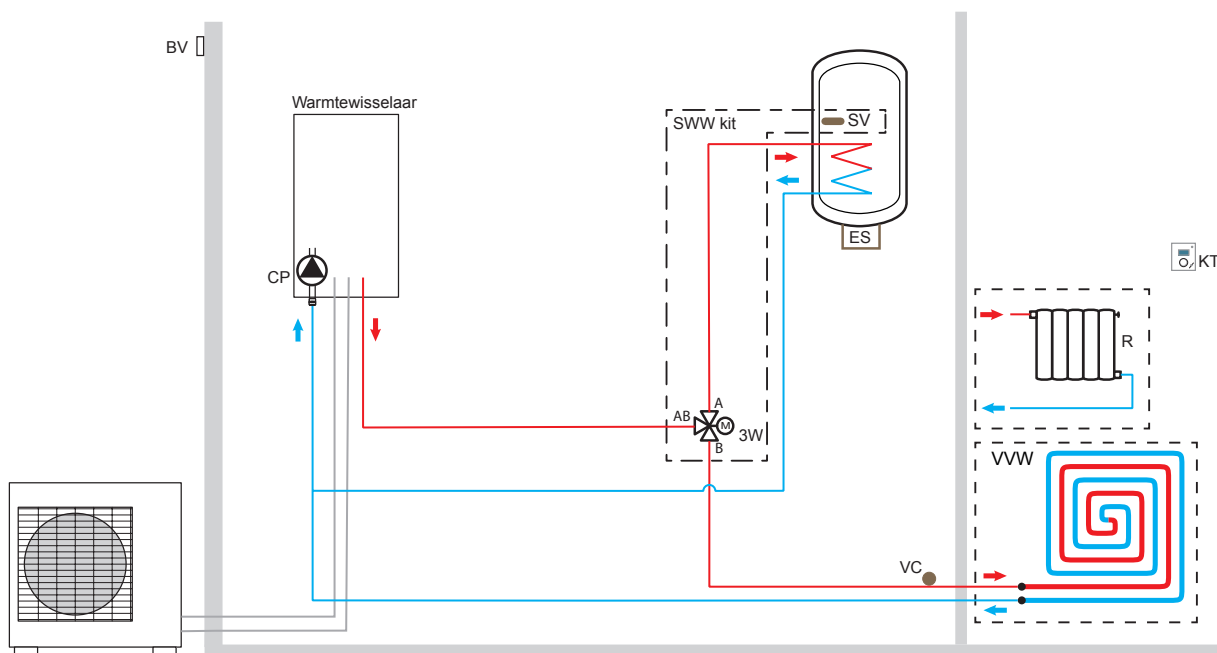 BV
Warmtewisselaar
SWW kit
SV
ES
KT
CP
R
A
AB
M
3W
B
VVW
VC